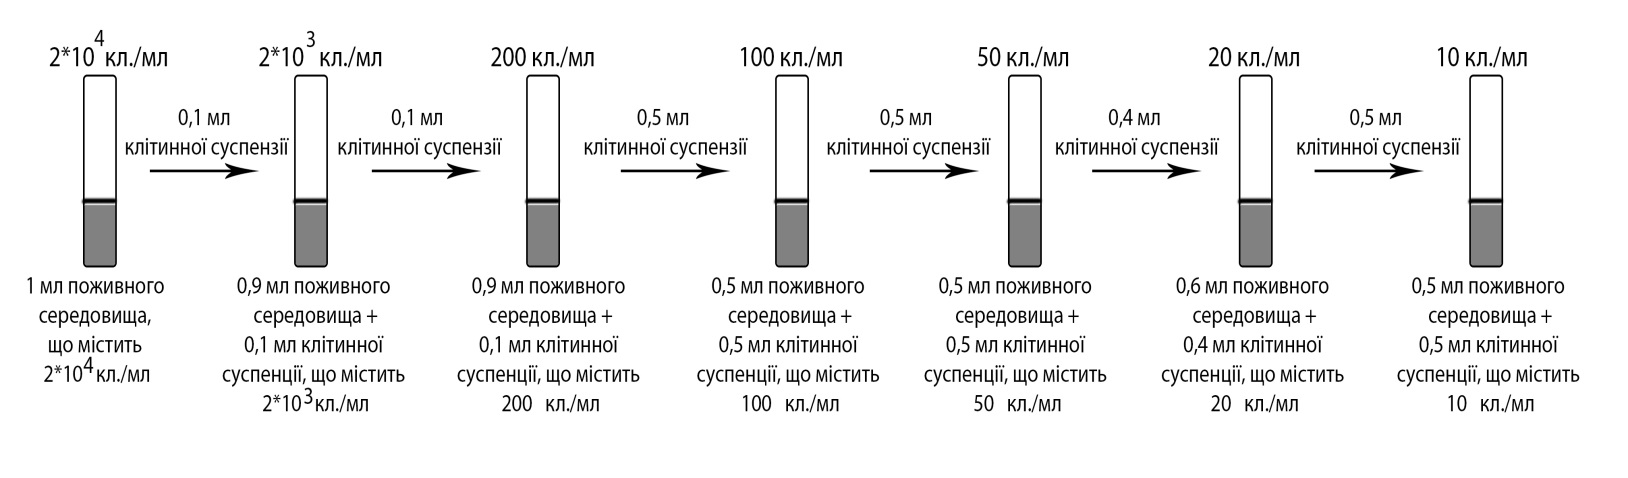 2*10⁴ кл./мл
2*10³ кл./мл
200 кл./мл
100 кл./мл
50 кл./мл
20 кл./мл
10 кл./мл
0,1 мл
клітинної суспензії
0,1 мл
клітинної суспензії
0,5 мл
клітинної суспензії
0,5 мл
клітинної суспензії
0,4 мл
клітинної суспензії
0,5 мл
клітинної суспензії
1 мл поживного
середовища,
що містить
2*10⁴ кл./мл
0,9 мл поживного
середовища +
0,1 мл клітинної
суспенції, що містить
2*10³ кл./мл
0,9 мл поживного
середовища +
0,1 мл клітинної
суспенції, що містить
200 кл./мл
0,5 мл поживного
середовища +
0,5 мл клітинної
суспенції, що містить
100 кл./мл
0,5 мл поживного
середовища +
0,5 мл клітинної
суспенції, що містить
50 кл./мл
0,6 мл поживного
середовища +
0,4 мл клітинної
суспенції, що містить
20 кл./мл
0,5 мл поживного
середовища +
0,5 мл клітинної
суспенції, що містить
10 кл./мл